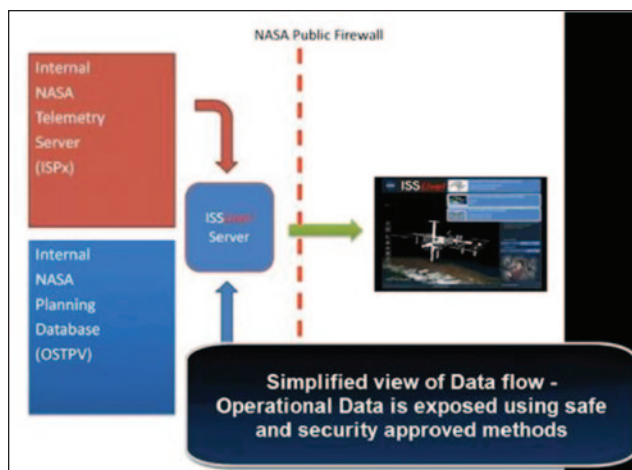 NASA Public Firewall
Internal
NASA
Telemetry
Server
(ISPx)
ISSLive!
Server
Internal
NASA
Planning
Database
(OSTPV)
ISSLive!
Simplified view of Data flow -
Operational Data is exposed using safe
and security approved methods